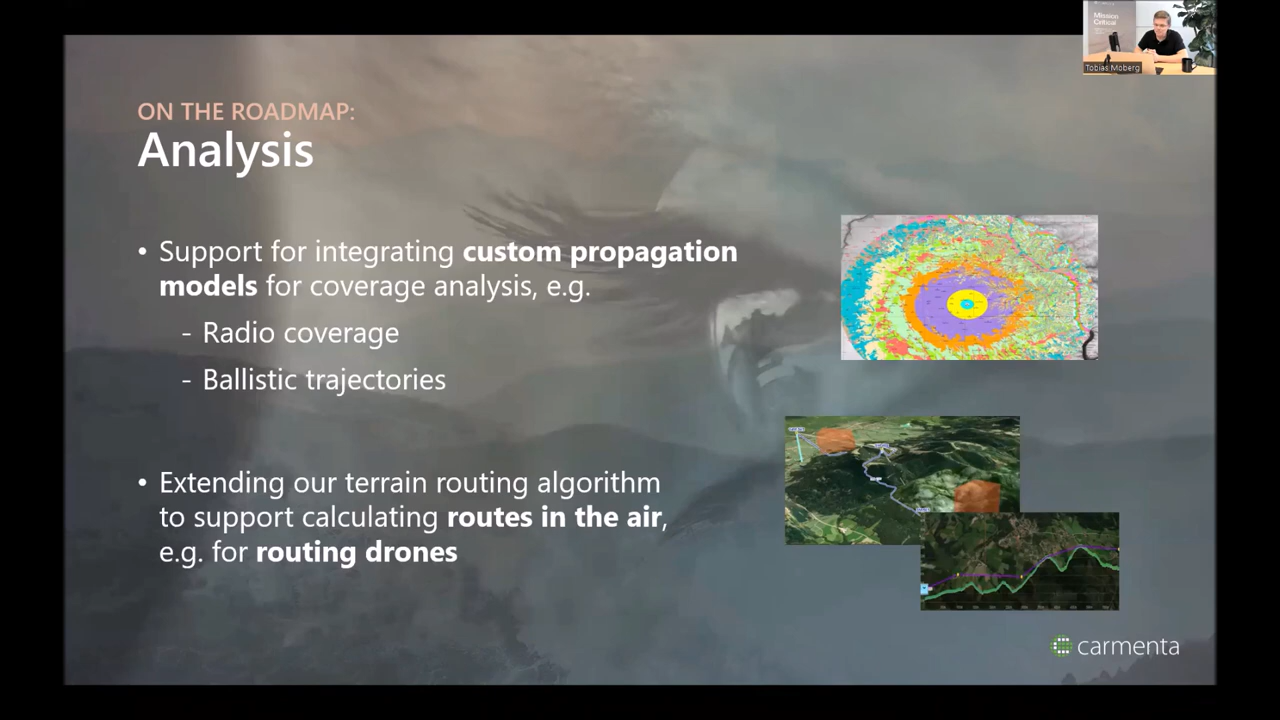 Mission
Critical
Tobias Moberg
ON THE ROADMAP:
Analysis
• Support for integrating custom propagation
models for coverage analysis, e.g.
- Radio coverage
- Ballistic trajectories
• Extending our terrain routing algorithm
to support calculating routes in the air,
e.g. for routing drones
carmenta